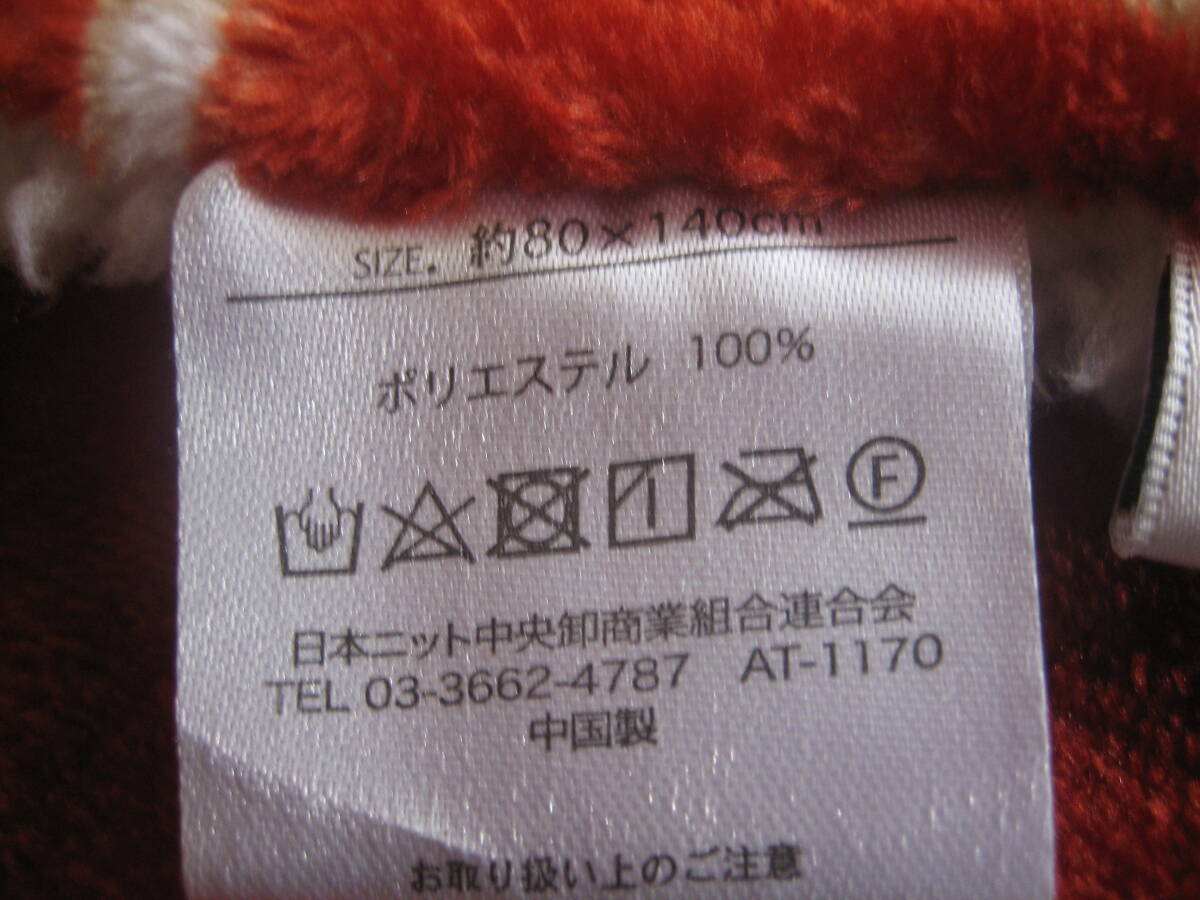 SIZE. 約80×140cm
ポリエステル 100%
F
日本ニット中央卸商業組合連合会
TEL 03-3662-4787 AT-1170
中国製
お取り扱い上のご注意